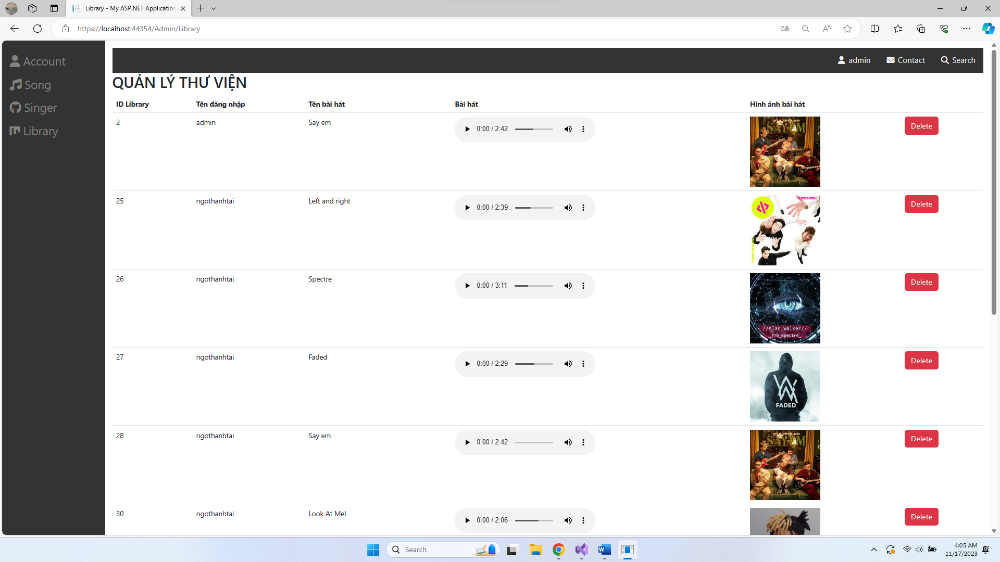 Library - My ASP.NET Application
https://localhost:44354/Admin/Library
Account
Song
Singer
Library
admin Contact Search
QUẢN LÝ THƯ VIỆN
ID Library Tên đăng nhập Tên bài hát Bài hát Hình ảnh bài hát
2 admin Say em 0:00 / 2:42 Delete
SAY EM
25 ngothanhtai Left and right 0:00 / 2:39 Delete
JUNG KOOK
26 ngothanhtai Spectre 0:00 / 3:11 Delete
//Alan_Walker//
_The_Spectre_
27 ngothanhtai Faded 0:00 / 2:29 Delete
FADED
28 ngothanhtai Say em 0:00 / 2:42 Delete
SAY EM
30 ngothanhtai Look At Me! 0:00 / 2:06 Delete
Search
4:05 AM
11/17/2023